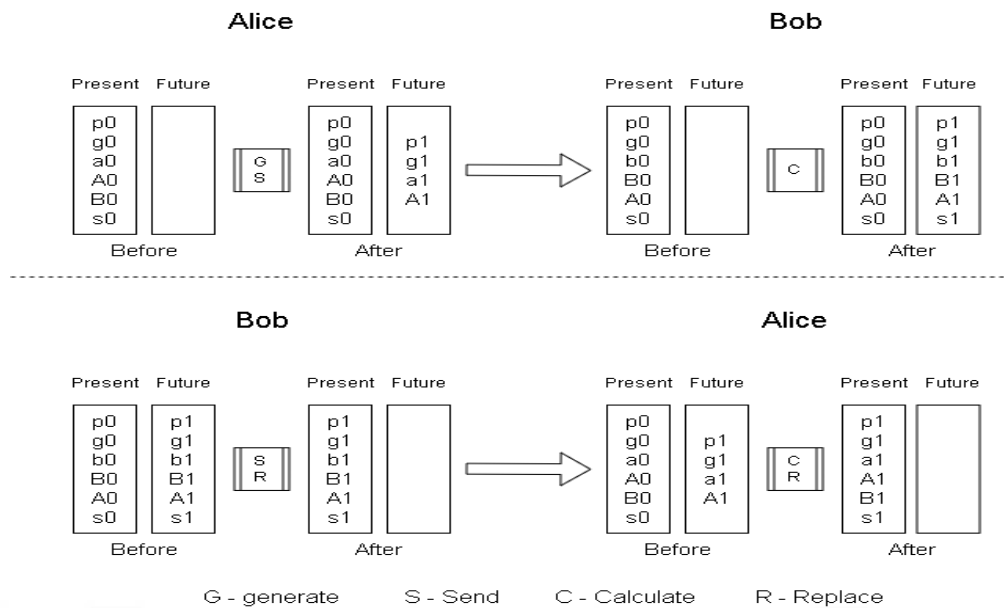 Alice
Bob
Present Future
Present Future
Present Future
Present Future
p0
g0
a0
A0
B0
s0
G
S
p0
g0
a0
A0
B0
s0
p1
g1
a1
A1
p0
g0
b0
B0
A0
s0
C
p0
g0
b0
B0
A0
s0
p1
g1
b1
B1
A1
s1
Before
After
Before
After
Bob
Alice
Present Future
Present Future
Present Future
Present Future
p0
g0
b0
B0
A0
s0
p1
g1
b1
B1
A1
s1
S
R
p1
g1
b1
B1
A1
s1
p0
g0
a0
A0
B0
s0
p1
g1
a1
A1
C
R
p1
g1
a1
A1
B1
s1
Before
After
Before
After
G - generate S - Send C - Calculate R - Replace